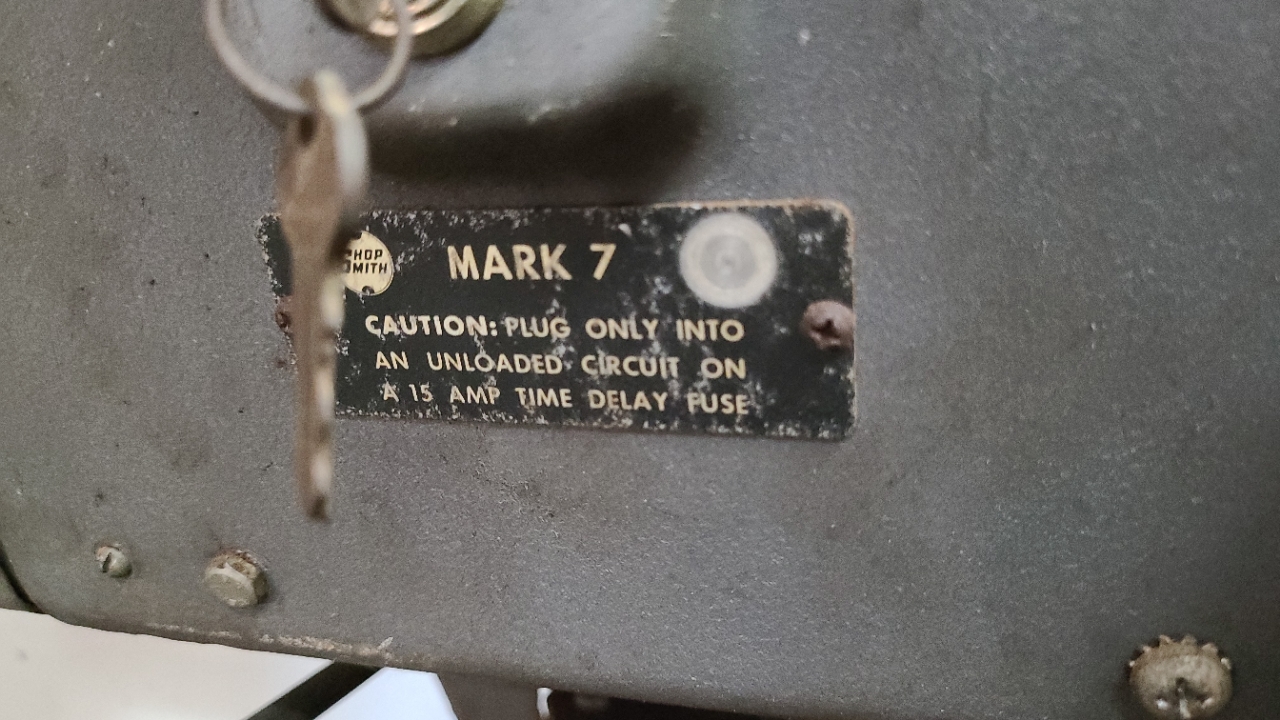 SHOP
SMITH
MARK 7
CAUTION: PLUG ONLY INTO
AN UNLOADED CIRCUIT ON
A 15 AMP TIME DELAY FUSE